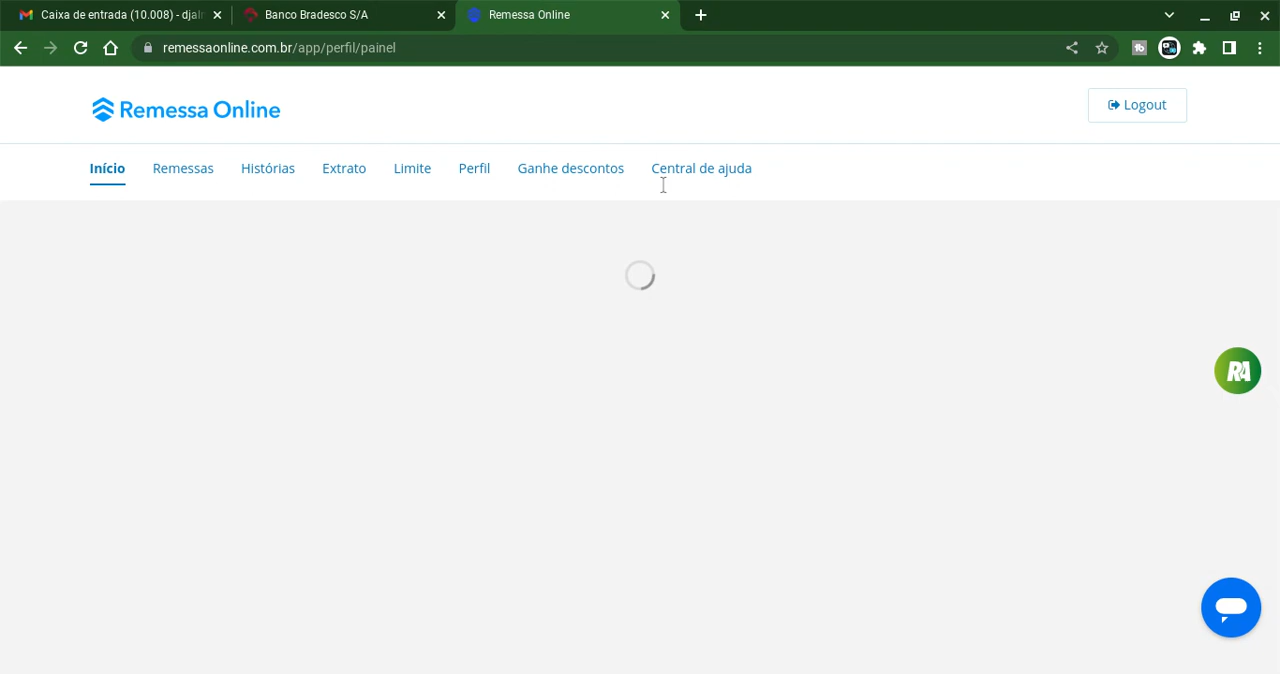 Caixa de entrada (10.008) - djaln
Banco Bradesco S/A
Remessa Online
remessaonline.com.br/app/perfil/painel
Remessa Online
Logout
Início Remessas Histórias Extrato Limite Perfil Ganhe descontos Central de ajuda
RA